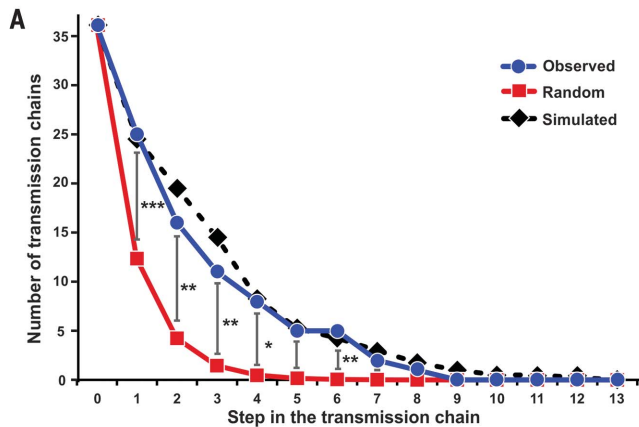 A
Number of transmission chains
35
30
25
20
15
10
5
0
Observed
Random
Simulated
***
**
**
*
**
0 1 2 3 4 5 6 7 8 9 10 11 12 13
Step in the transmission chain